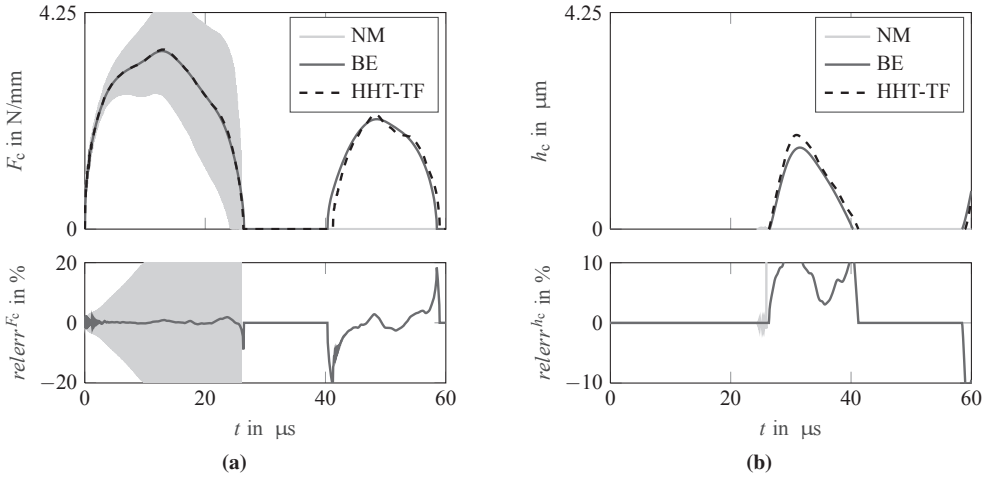 4.25
F_c in N/mm
0
NM
BE
HHT-TF
20
relerr^{F_c} in %
0
−20
0
20
40
60
t in μs
(a)
4.25
h_c in μm
0
NM
BE
HHT-TF
10
relerr^{h_c} in %
0
−10
0
20
40
60
t in μs
(b)